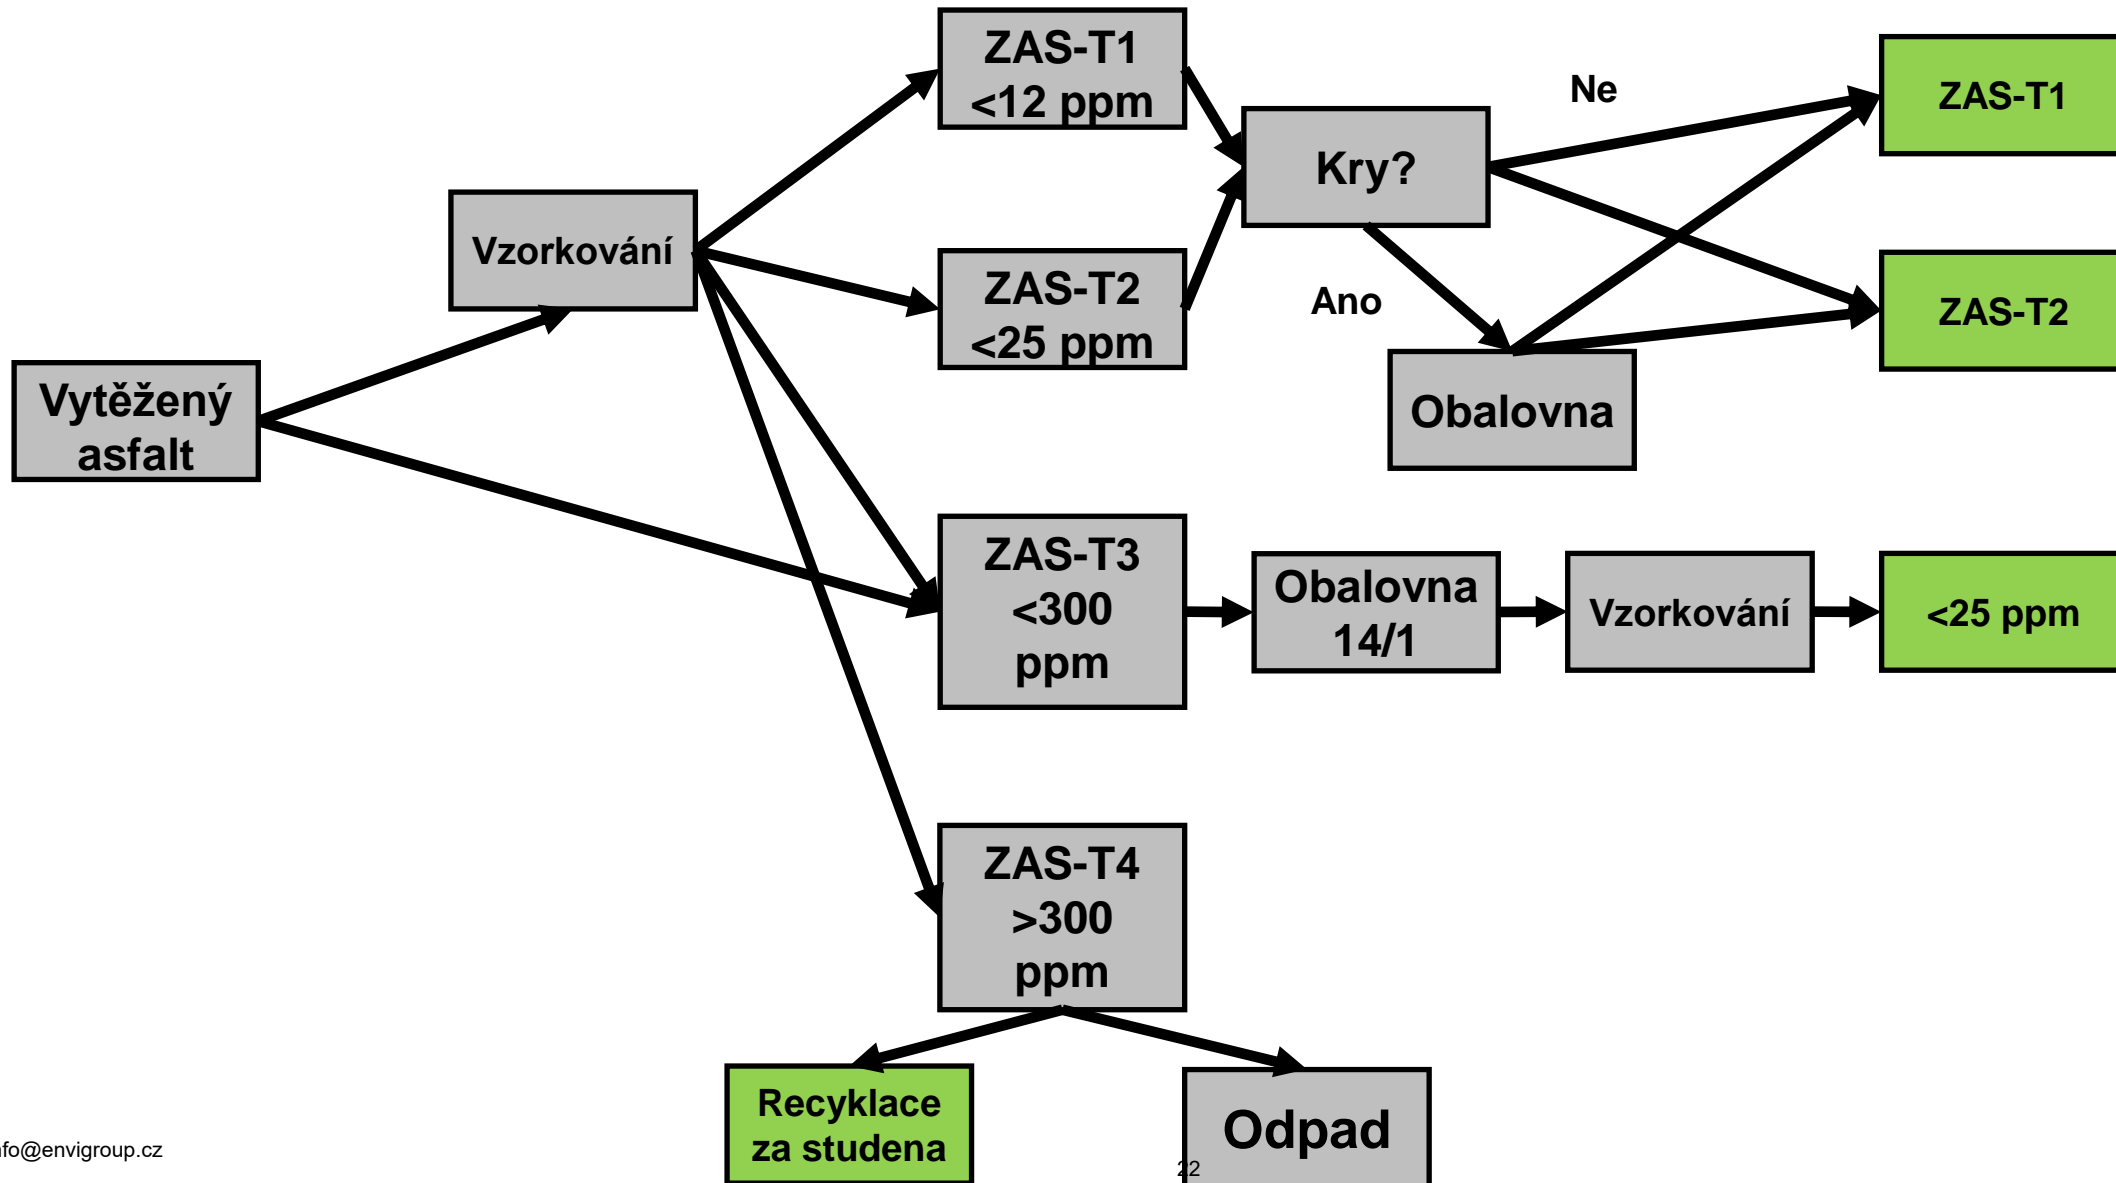 Vytěžený
asfalt
Vzorkování
ZAS-T1
<12 ppm
ZAS-T2
<25 ppm
Kry?
Ne
Ano
Obalovna
ZAS-T1
ZAS-T2
ZAS-T3
<300
ppm
Obalovna
14/1
Vzorkování
<25 ppm
ZAS-T4
>300
ppm
Recyklace
za studena
Odpad
nfo@envigroup.cz
22